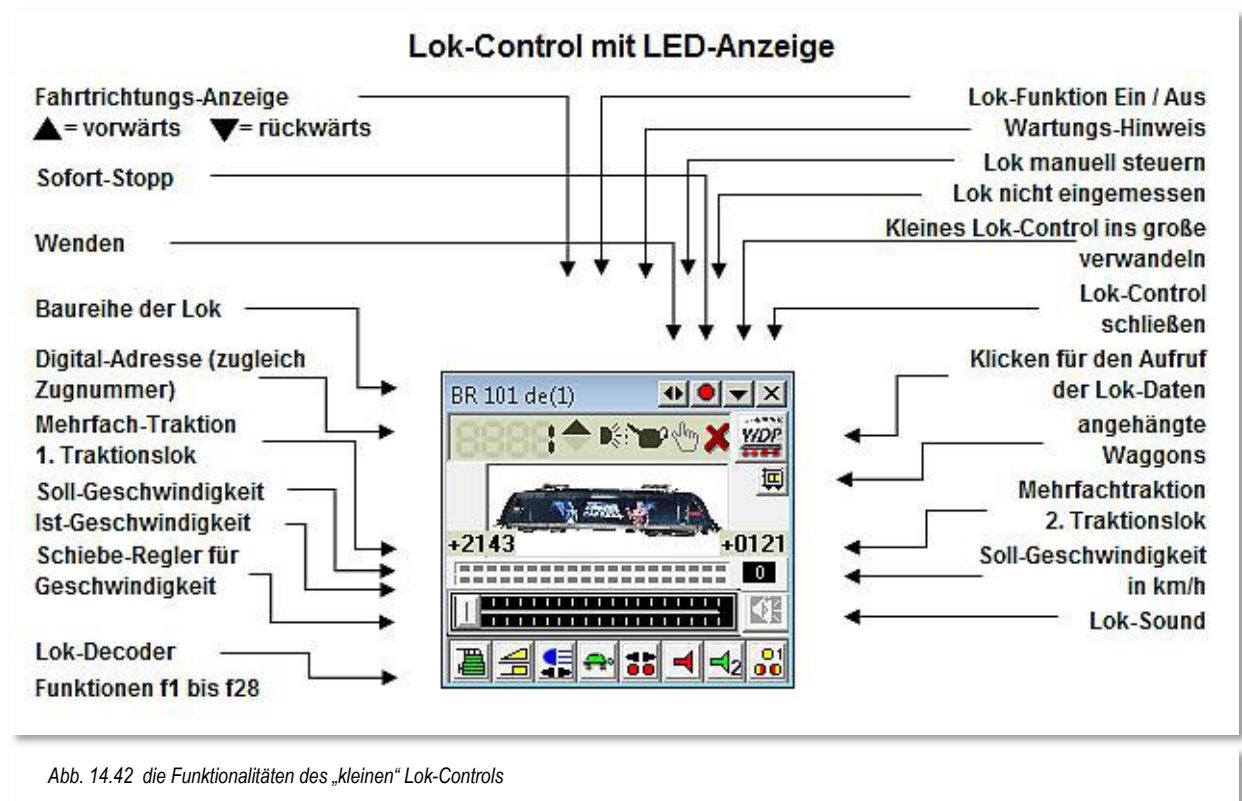 Lok-Control mit LED-Anzeige
Fahrtrichtungs-Anzeige
▲= vorwärts ▼= rückwärts
Sofort-Stopp
Wenden
Baureihe der Lok
Digital-Adresse (zugleich
Zugnummer)
Mehrfach-Traktion
1. Traktionslok
Soll-Geschwindigkeit
Ist-Geschwindigkeit
Schiebe-Regler für
Geschwindigkeit
Lok-Decoder
Funktionen f1 bis f28
BR 101 de(1)
WDP
+2143
+0121
0
2
1
Lok-Funktion Ein / Aus
Wartungs-Hinweis
Lok manuell steuern
Lok nicht eingemessen
Kleines Lok-Control ins große
verwandeln
Lok-Control
schließen
Klicken für den Aufruf
der Lok-Daten
angehängte
Waggons
Mehrfachtraktion
2. Traktionslok
Soll-Geschwindigkeit
in km/h
Lok-Sound
Abb. 14.42 die Funktionalitäten des „kleinen“ Lok-Controls